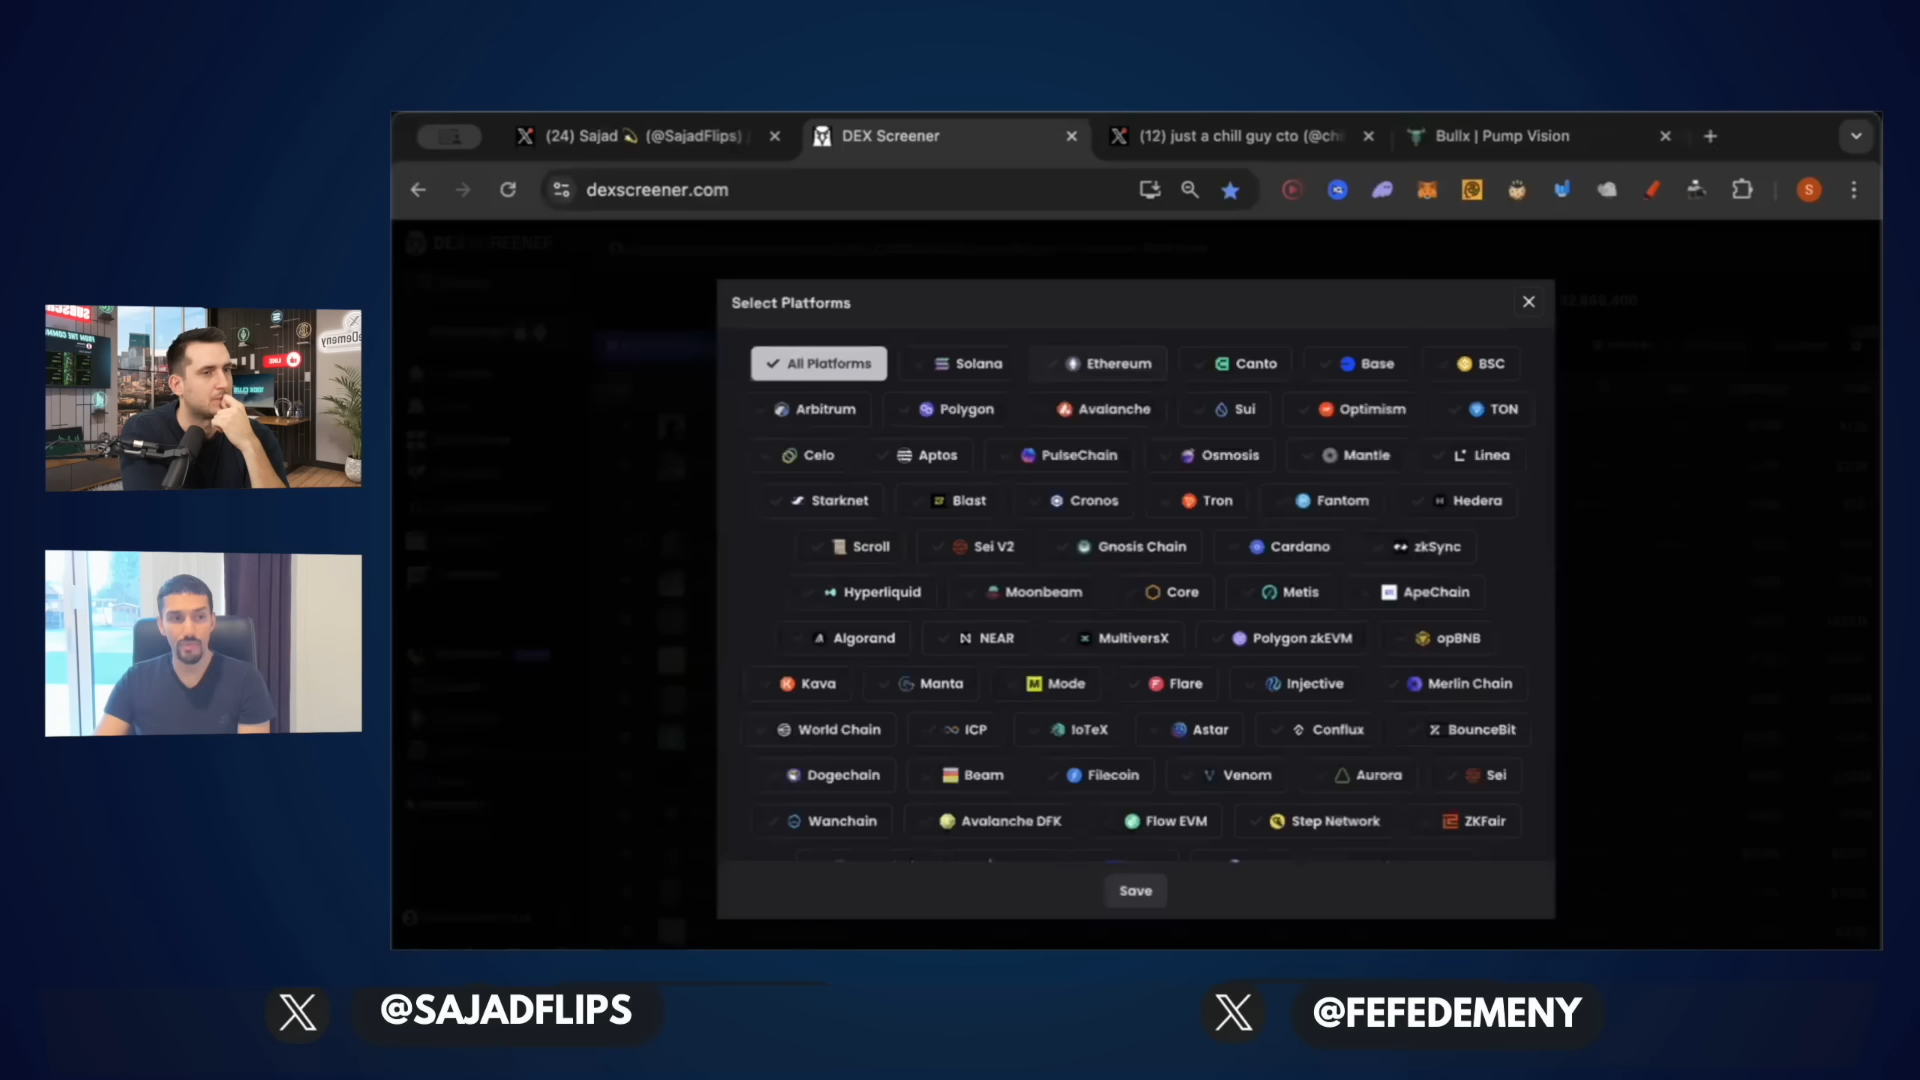 (24) Sajad 💫 (@SajadFlips)
DEX Screener
(12) just a chill guy cto (@chi
Bullx | Pump Vision
dexscreener.com
S
Select Platforms
All Platforms Solana Ethereum Canto Base BSC
Arbitrum Polygon Avalanche Sui Optimism TON
Celo Aptos PulseChain Osmosis Mantle Linea
Starknet Blast Cronos Tron Fantom Hedera
Scroll Sei V2 Gnosis Chain Cardano zkSync
Hyperliquid Moonbeam Core Metis ApeChain
Algorand NEAR MultiversX Polygon zkEVM opBNB
Kava Manta Mode Flare Injective Merlin Chain
World Chain ICP IoTeX Astar Conflux BounceBit
Dogechain Beam Filecoin Venom Aurora Sei
Wanchain Avalanche DFK Flow EVM Step Network ZKFair
Save
@SAJADFLIPS
@FEFEDEMENY